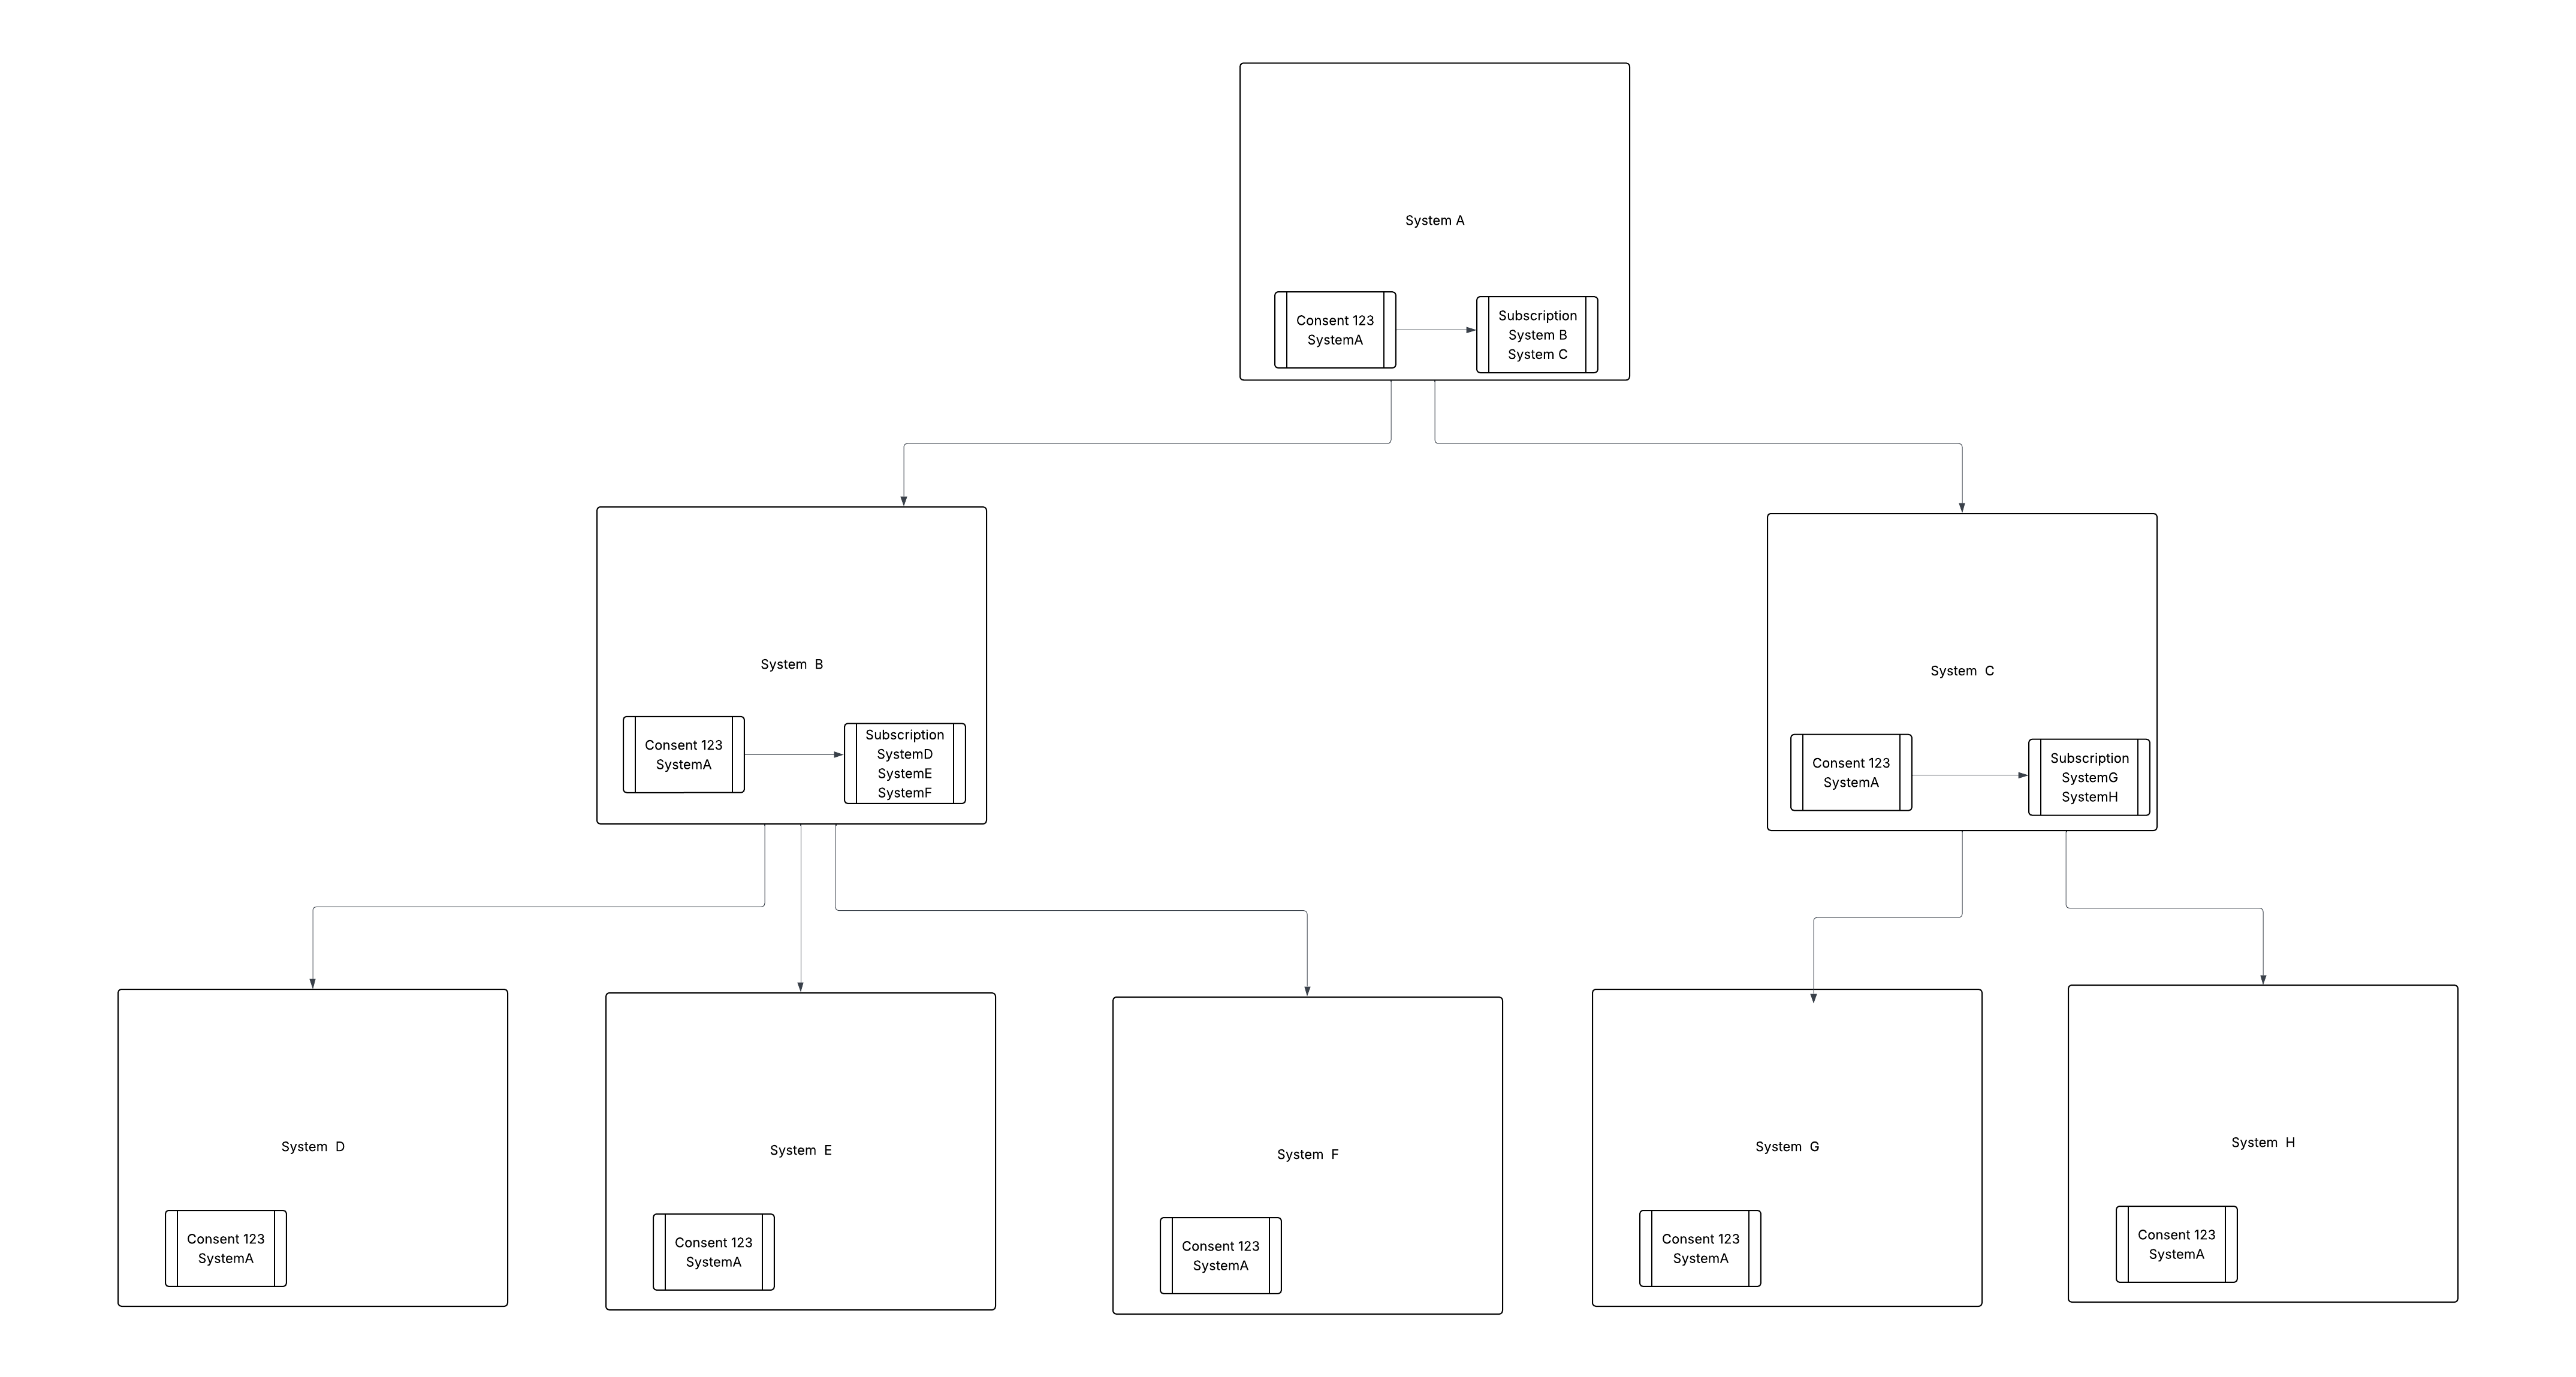 System A
Consent 123
SystemA
Subscription
System B
System C
System  B
Consent 123
SystemA
Subscription
SystemD
SystemE
SystemF
System  C
Consent 123
SystemA
Subscription
SystemG
SystemH
System  D
Consent 123
SystemA
System  E
Consent 123
SystemA
System  F
Consent 123
SystemA
System  G
Consent 123
SystemA
System  H
Consent 123
SystemA